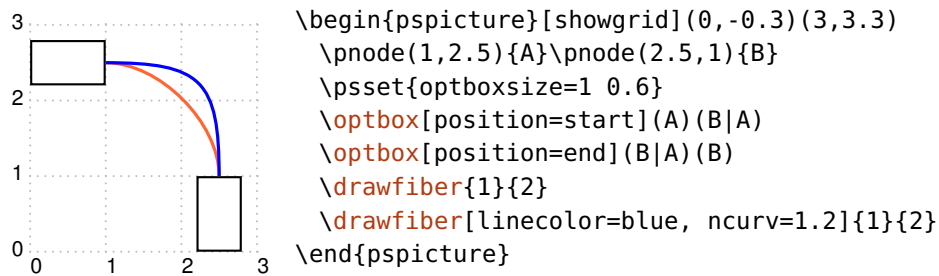 3
2
1
0
0 1 2 3
\begin{pspicture}[showgrid](0,-0.3)(3,3.3)
  \pnode(1,2.5){A}\pnode(2.5,1){B}
  \psset{optboxsize=1 0.6}
  \optbox[position=start](A)(B|A)
  \optbox[position=end](B|A)(B)
  \drawfiber{1}{2}
  \drawfiber[linecolor=blue, ncurv=1.2]{1}{2}
\end{pspicture}